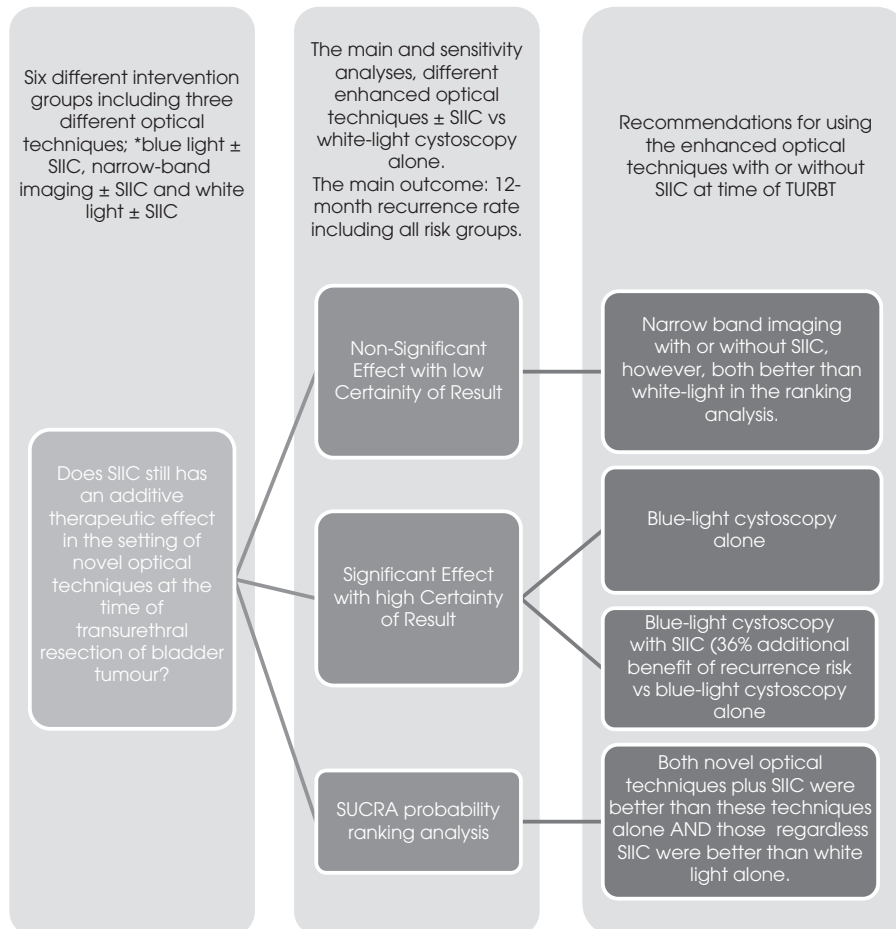 Six different intervention
groups including three
different optical
techniques; *blue light ±
SIIC, narrow-band
imaging ± SIIC and white
light ± SIIC
Does SIIC still has
an additive
therapeutic effect
in the setting of
novel optical
techniques at the
time of
transurethral
resection of bladder
tumour?
The main and sensitivity
analyses, different
enhanced optical
techniques ± SIIC vs
white-light cystoscopy
alone.
The main outcome: 12-
month recurrence rate
including all risk groups.
Non-Significant
Effect with low
Certainity of Result
Significant Effect
with high Certainty
of Result
SUCRA probability
ranking analysis
Recommendations for using
the enhanced optical
techniques with or without
SIIC at time of TURBT
Narrow band imaging
with or without SIIC,
however, both better than
white-light in the ranking
analysis.
Blue-light cystoscopy
alone
Blue-light cystoscopy
with SIIC (36% additional
benefit of recurrence risk
vs blue-light cystoscopy
alone
Both novel optical
techniques plus SIIC were
better than these techniques
alone AND those regardless
SIIC were better than white
light alone.